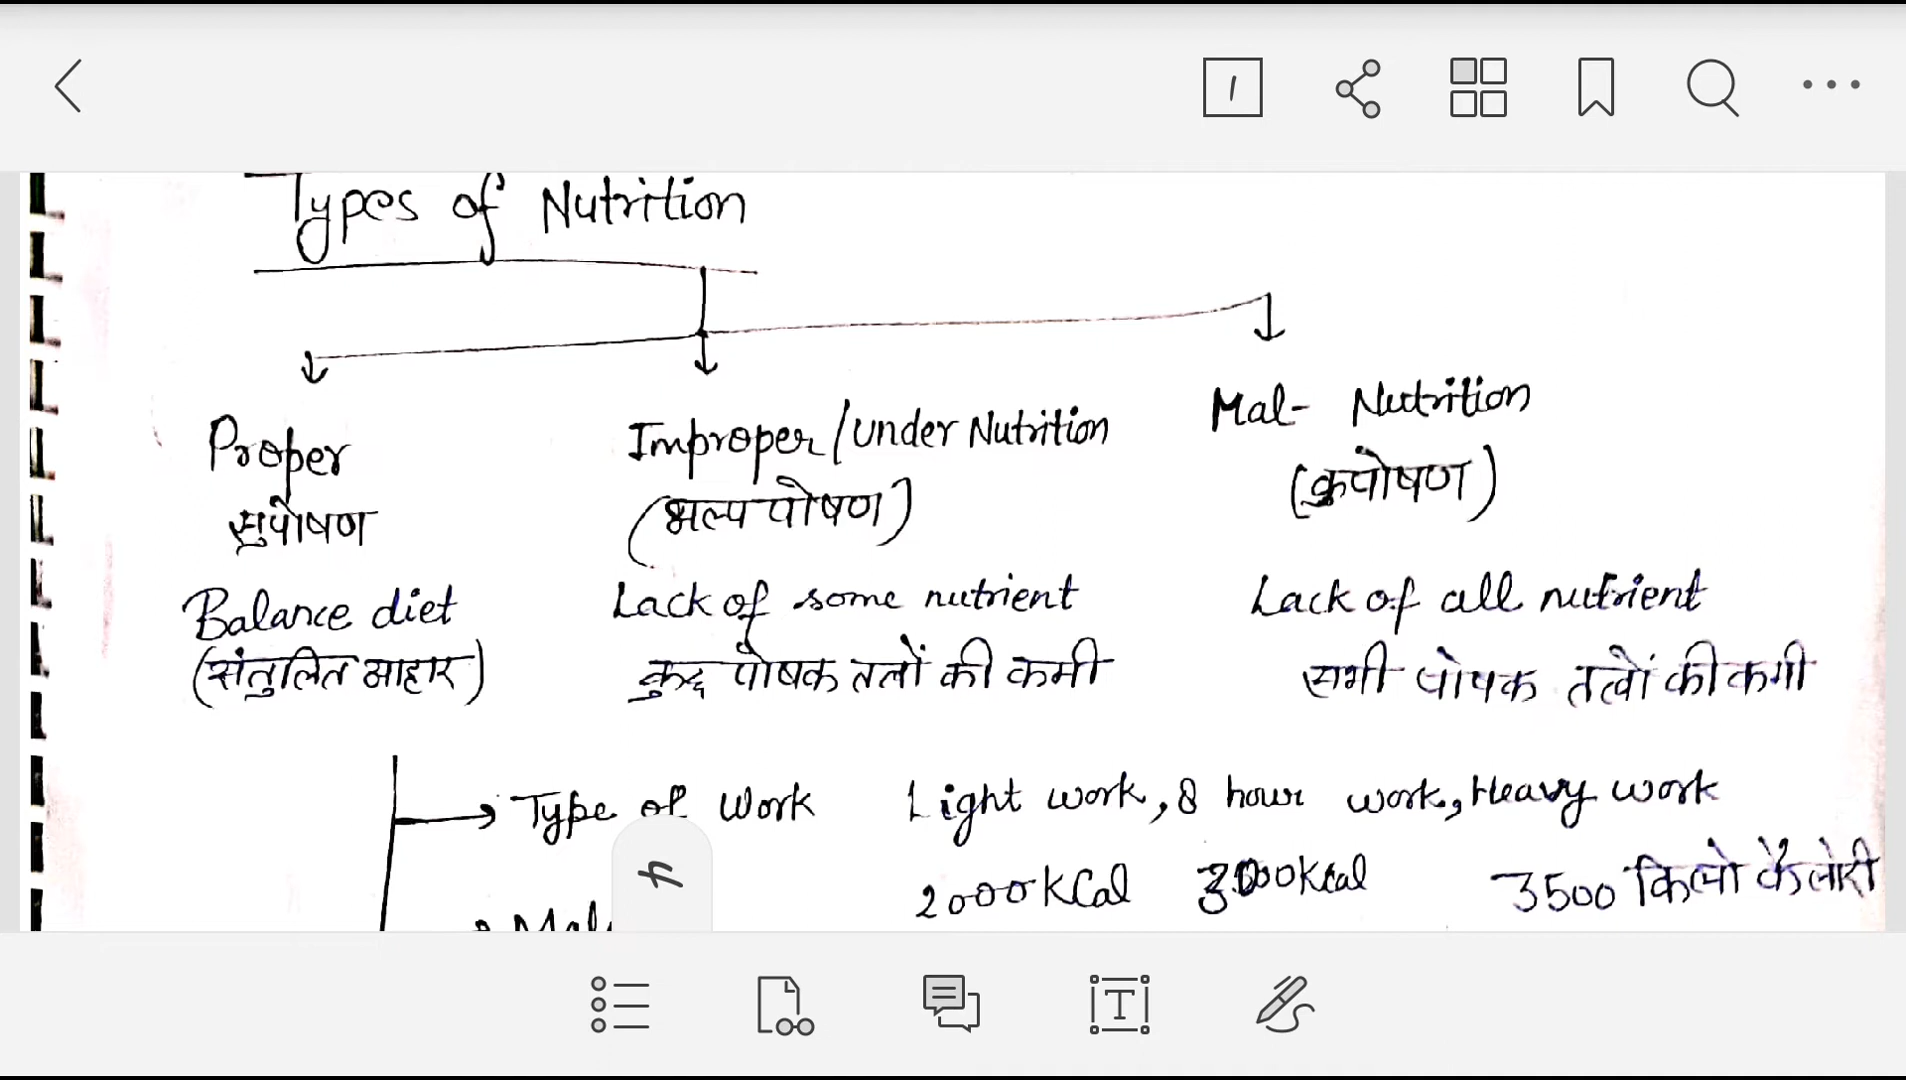 Types of Nutrition
Proper
सुपोषण
Balance diet
(संतुलित आहार)
Improper/Under Nutrition
(अल्प पोषण)
Lack of some nutrient
कुछ पोषक तत्वों की कमी
Mal- Nutrition
(कुपोषण)
Lack of all nutrient
सभी पोषक तत्वों की कमी
Type of work Light work, 8 hour work, Heavy work
2000 KCal 3000 Kcal 3500 किलो कैलोरी